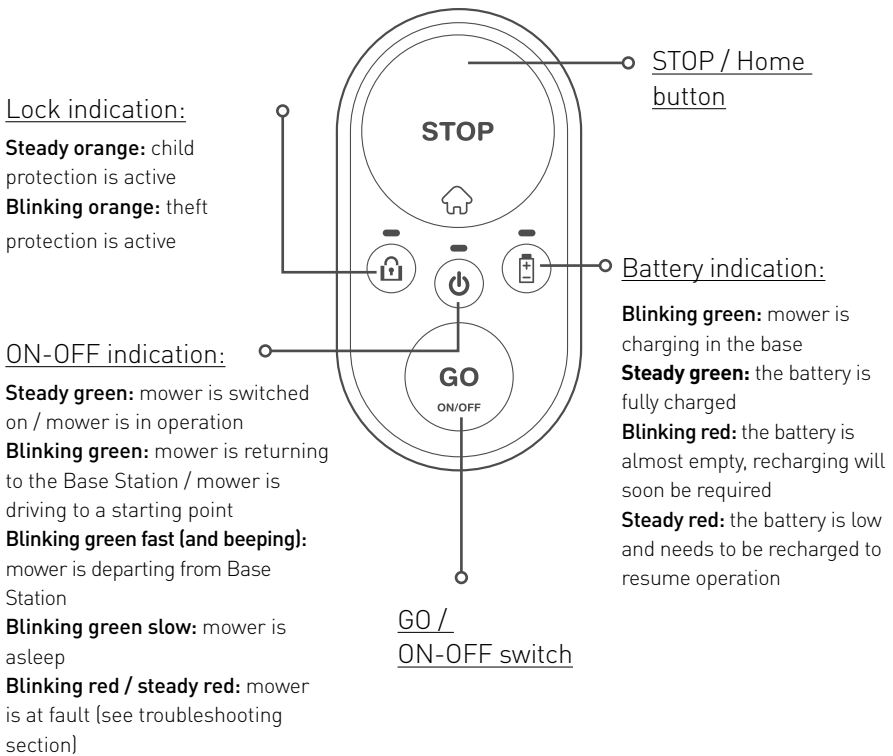 STOP / Home
button
Lock indication:
Steady orange: child
protection is active
Blinking orange: theft
protection is active
STOP
Battery indication:
Blinking green: mower is
charging in the base
Steady green: the battery is
fully charged
Blinking red: the battery is
almost empty, recharging will
soon be required
Steady red: the battery is low
and needs to be recharged to
resume operation
ON-OFF indication:
Steady green: mower is switched
on / mower is in operation
Blinking green: mower is returning
to the Base Station / mower is
driving to a starting point
Blinking green fast (and beeping):
mower is departing from Base
Station
Blinking green slow: mower is
asleep
Blinking red / steady red: mower
is at fault (see troubleshooting
section)
GO
ON/OFF
GO /
ON-OFF switch